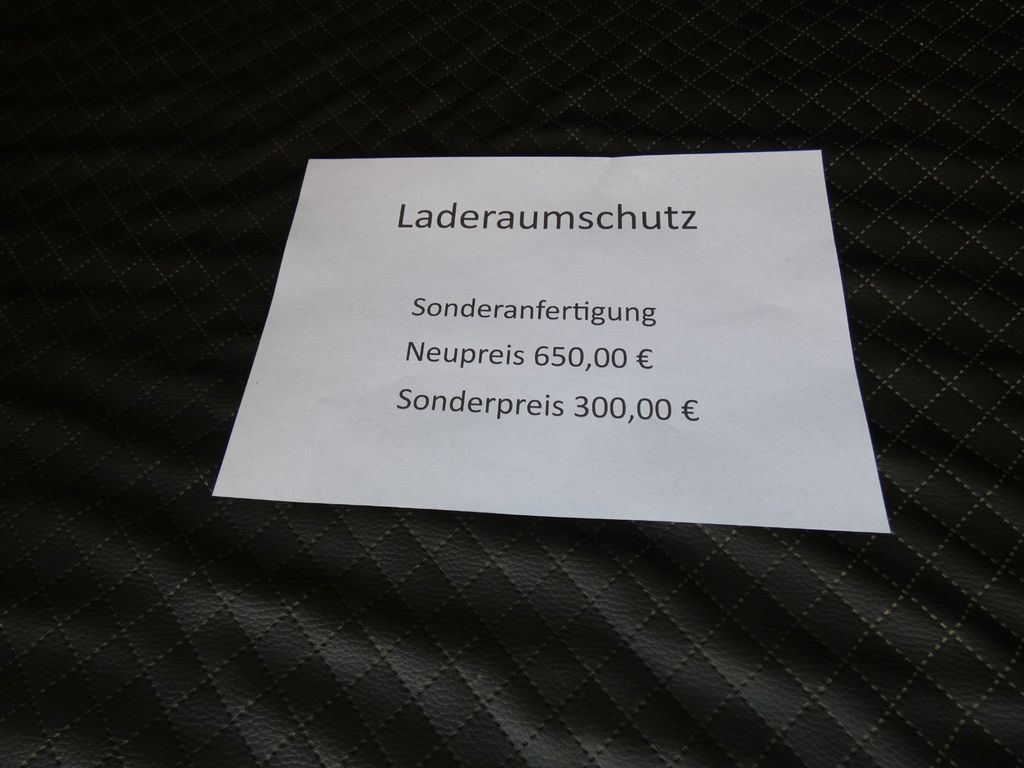 Laderaumschutz
Sonderanfertigung
Neupreis 650,00 €
Sonderpreis 300,00 €